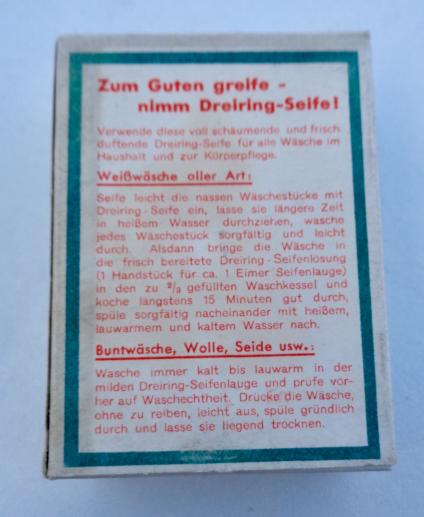 Zum Guten greife -
nimm Dreiring-Seife!
Verwende diese voll schäumende und frisch
duftende Dreiring-Seife für alle Wäsche im
Haushalt und zur Körperpflege.
Weißwäsche aller Art:
Seife leicht die nassen Wäschestücke mit
Dreiring-Seife ein, lasse sie längere Zeit
in heißem Wasser durchziehen, wasche
jedes Wäschestück sorgfältig und leicht
durch. Alsdann bringe die Wäsche in
die frisch bereitete Dreiring-Seifenlösung
(1 Handstück für ca. 1 Eimer Seifenlauge)
in den zu ²/₃ gefüllten Waschkessel und
koche längstens 15 Minuten gut durch,
spüle sorgfältig nacheinander mit heißem,
lauwarmem und kaltem Wasser nach.
Buntwäsche, Wolle, Seide usw.:
Wasche immer kalt bis lauwarm in der
milden Dreiring-Seifenlauge und prüfe vor-
her auf Waschechtheit. Drücke die Wäsche,
ohne zu reiben, leicht aus, spüle gründlich
durch und lasse sie liegend trocknen.